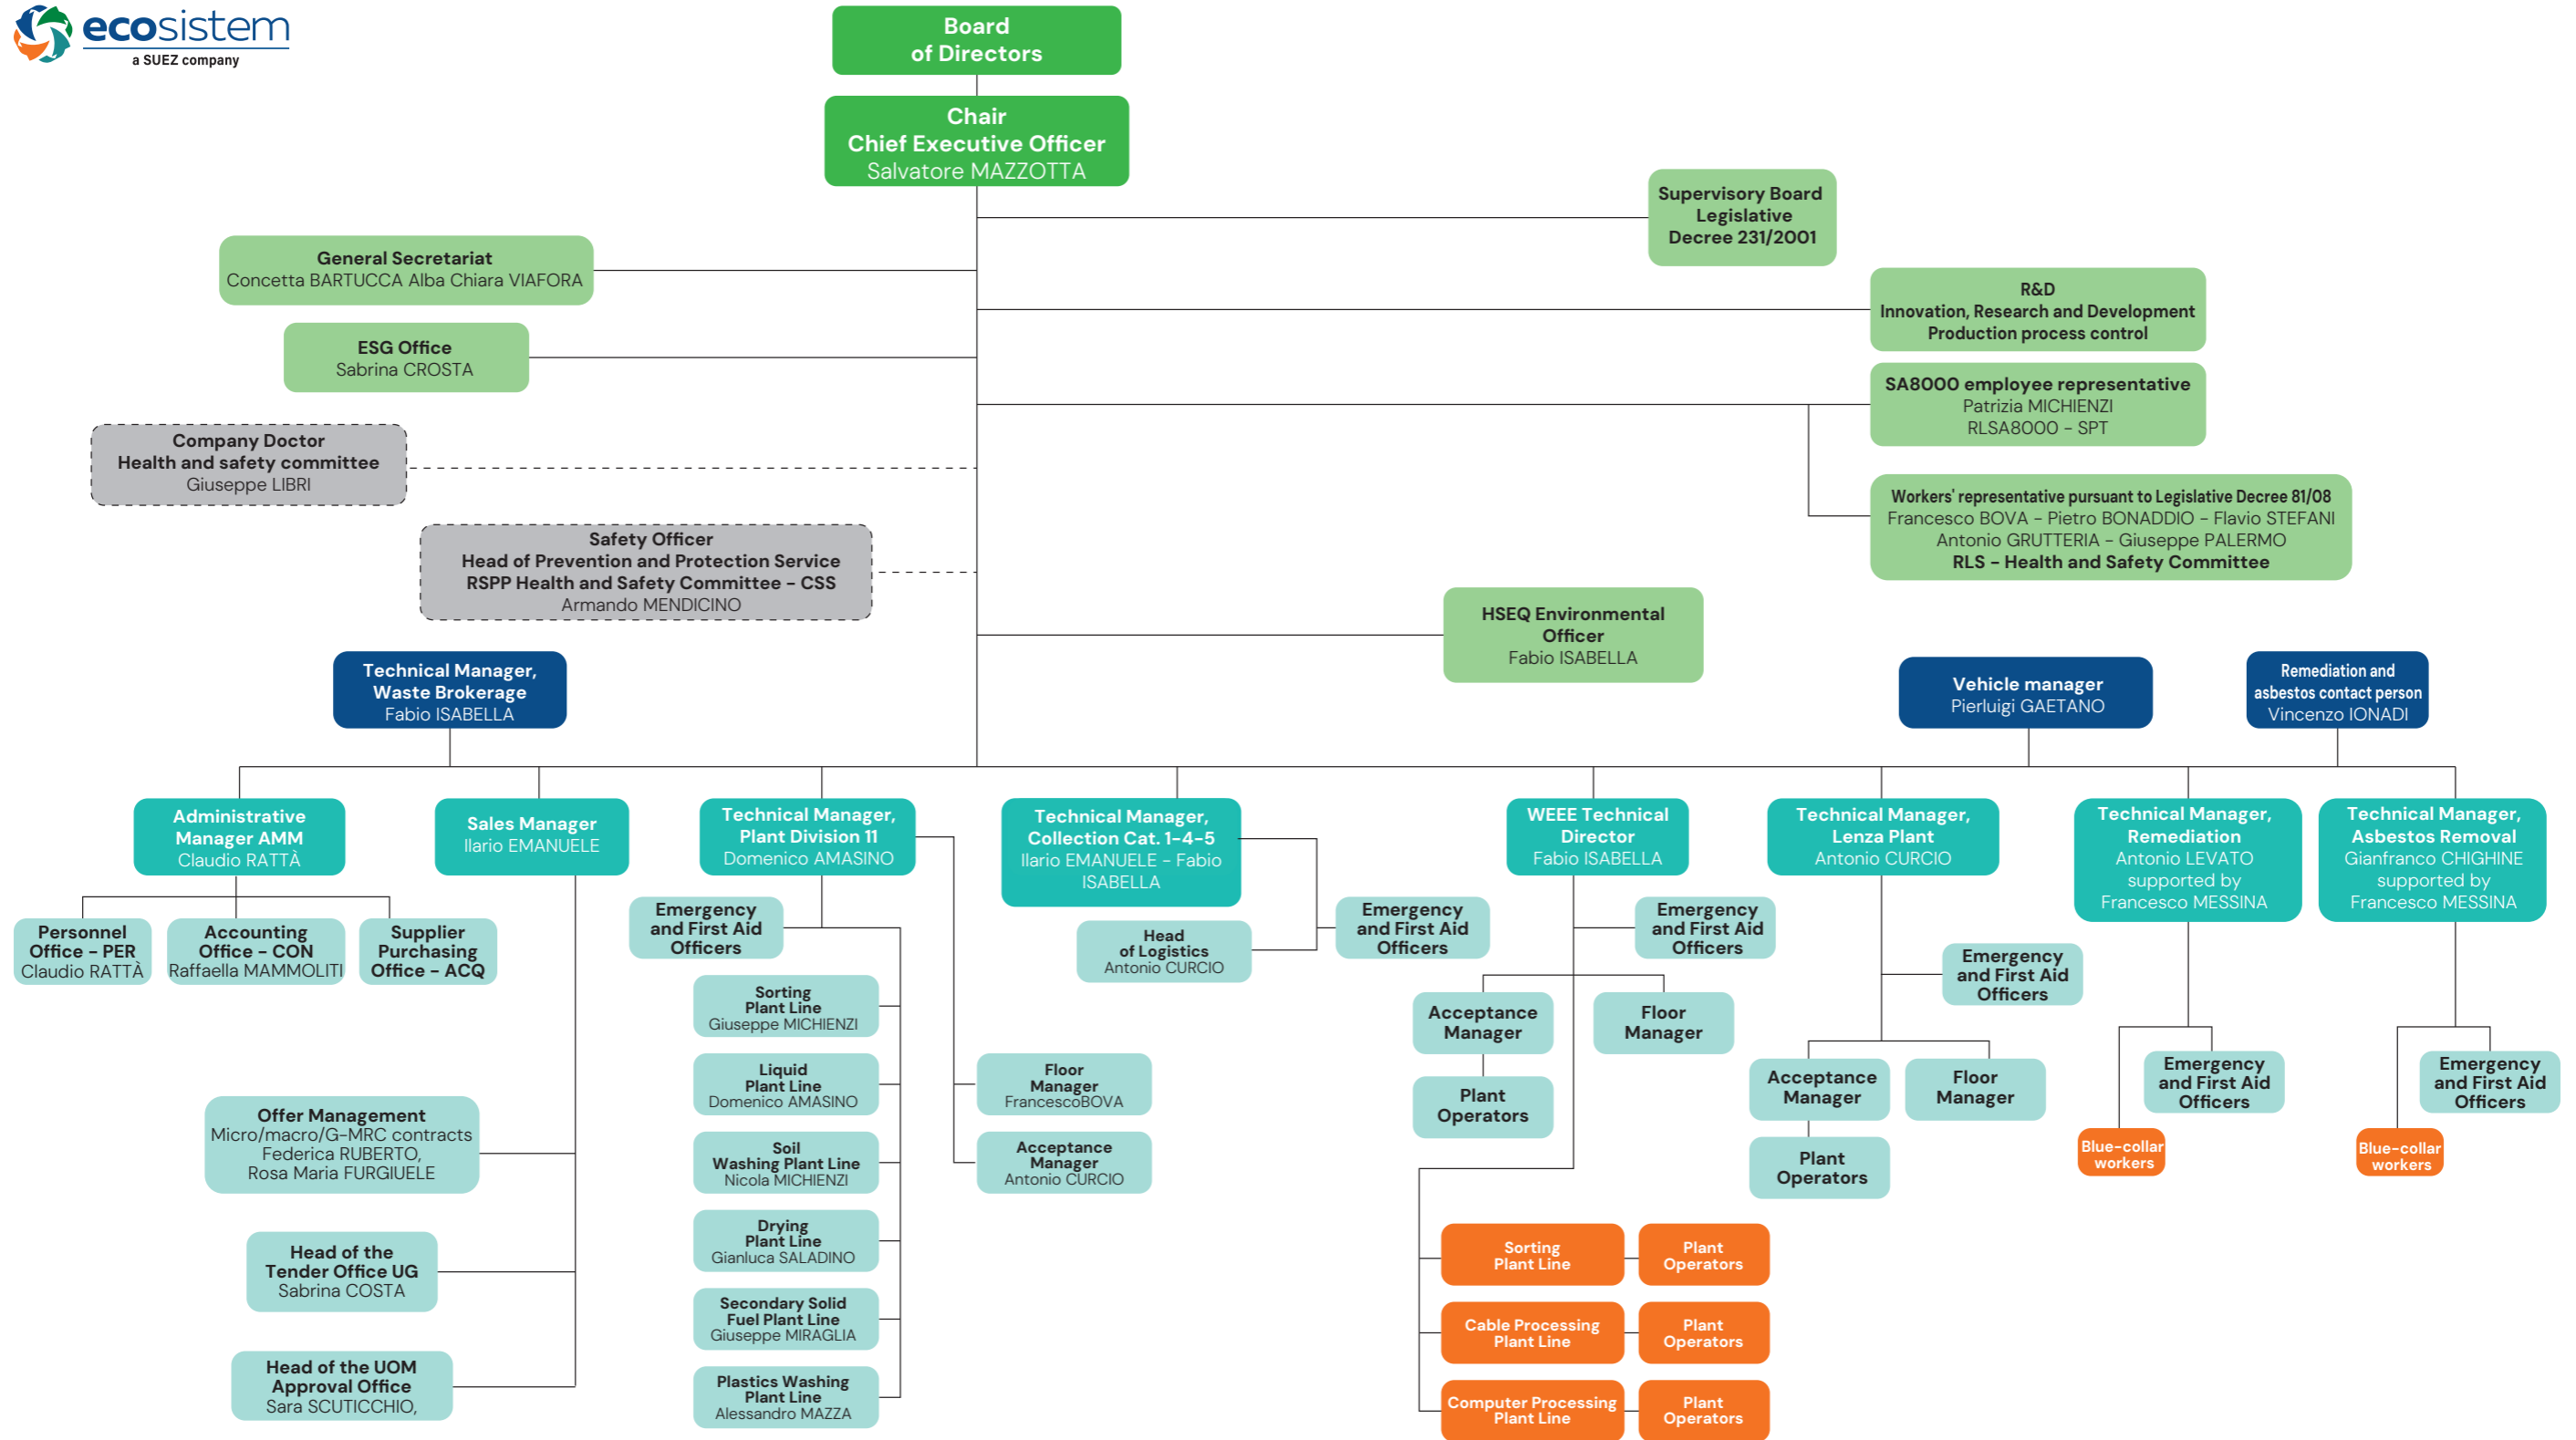 ecosistem
a SUEZ company
Board
of Directors
Chair
Chief Executive Officer
Salvatore MAZZOTTA
Supervisory Board
Legislative
Decree 231/2001
General Secretariat
Concetta BARTUCCA Alba Chiara VIAFORA
R&D
Innovation, Research and Development
Production process control
ESG Office
Sabrina CROSTA
SA8000 employee representative
Patrizia MICHIENZI
RLSA8000 - SPT
Company Doctor
Health and safety committee
Giuseppe LIBRI
Workers' representative pursuant to Legislative Decree 81/08
Francesco BOVA - Pietro BONADDIO - Flavio STEFANI
Antonio GRUTTERIA - Giuseppe PALERMO
RLS - Health and Safety Committee
Safety Officer
Head of Prevention and Protection Service
RSPP Health and Safety Committee - CSS
Armando MENDICINO
HSEQ Environmental
Officer
Fabio ISABELLA
Technical Manager,
Waste Brokerage
Fabio ISABELLA
Vehicle manager
Pierluigi GAETANO
Remediation and
asbestos contact person
Vincenzo IONADI
Administrative
Manager AMM
Claudio RATTÀ
Sales Manager
Ilario EMANUELE
Technical Manager,
Plant Division 11
Domenico AMASINO
Technical Manager,
Collection Cat. 1-4-5
Ilario EMANUELE - Fabio
ISABELLA
WEEE Technical
Director
Fabio ISABELLA
Technical Manager,
Lenza Plant
Antonio CURCIO
Technical Manager,
Remediation
Antonio LEVATO
supported by
Francesco MESSINA
Technical Manager,
Asbestos Removal
Gianfranco CHIGHINE
supported by
Francesco MESSINA
Personnel
Office - PER
Claudio RATTÀ
Accounting
Office - CON
Raffaella MAMMOLITI
Supplier
Purchasing
Office - ACQ
Offer Management
Micro/macro/G-MRC contracts
Federica RUBERTO,
Rosa Maria FURGIUELE
Head of the
Tender Office UG
Sabrina COSTA
Head of the UOM
Approval Office
Sara SCUTICCHIO,
Emergency
and First Aid
Officers
Sorting
Plant Line
Giuseppe MICHIENZI
Liquid
Plant Line
Domenico AMASINO
Soil
Washing Plant Line
Nicola MICHIENZI
Drying
Plant Line
Gianluca SALADINO
Secondary Solid
Fuel Plant Line
Giuseppe MIRAGLIA
Plastics Washing
Plant Line
Alessandro MAZZA
Floor
Manager
FrancescoBOVA
Acceptance
Manager
Antonio CURCIO
Head
of Logistics
Antonio CURCIO
Emergency
and First Aid
Officers
Emergency
and First Aid
Officers
Acceptance
Manager
Floor
Manager
Plant
Operators
Sorting
Plant Line
Plant
Operators
Cable Processing
Plant Line
Plant
Operators
Computer Processing
Plant Line
Plant
Operators
Emergency
and First Aid
Officers
Acceptance
Manager
Floor
Manager
Plant
Operators
Emergency
and First Aid
Officers
Blue-collar
workers
Emergency
and First Aid
Officers
Blue-collar
workers